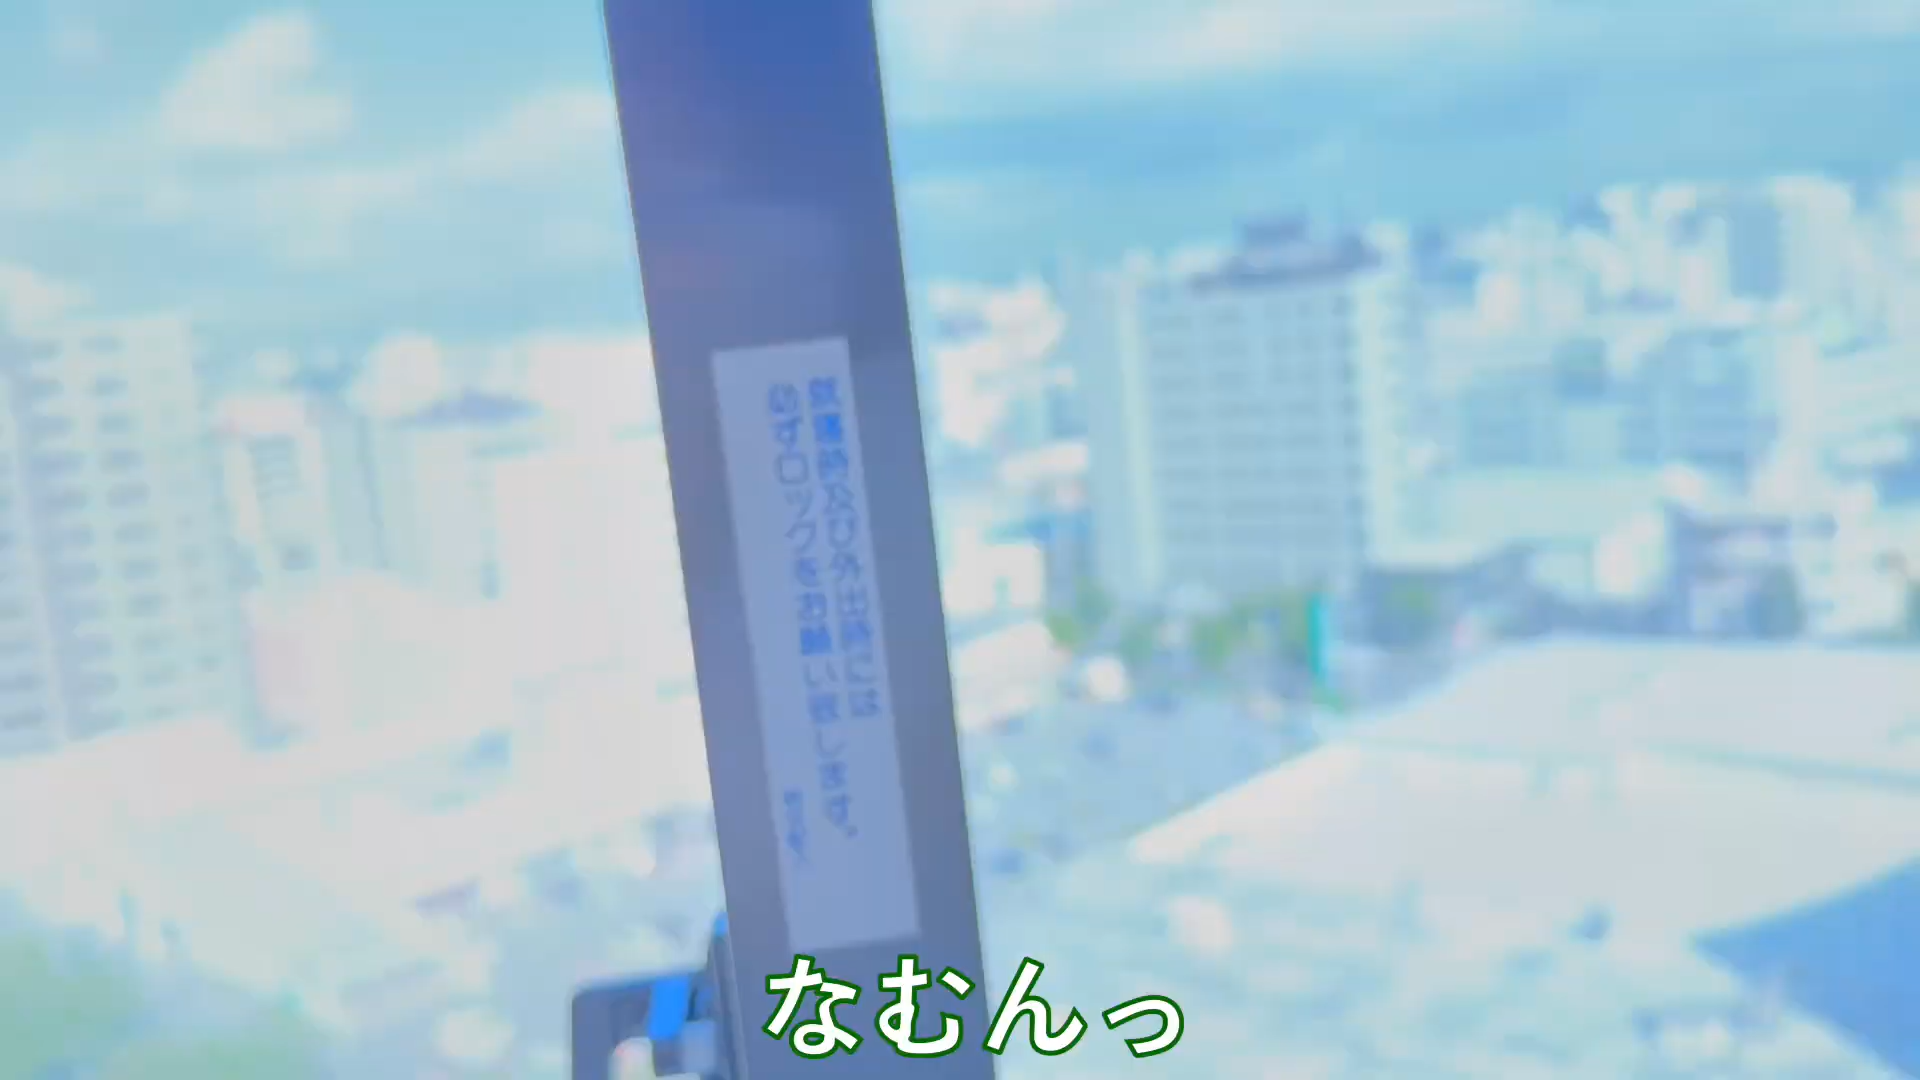 就寝時及び外出時には
必ずロックをお願い致します。
なむんっ